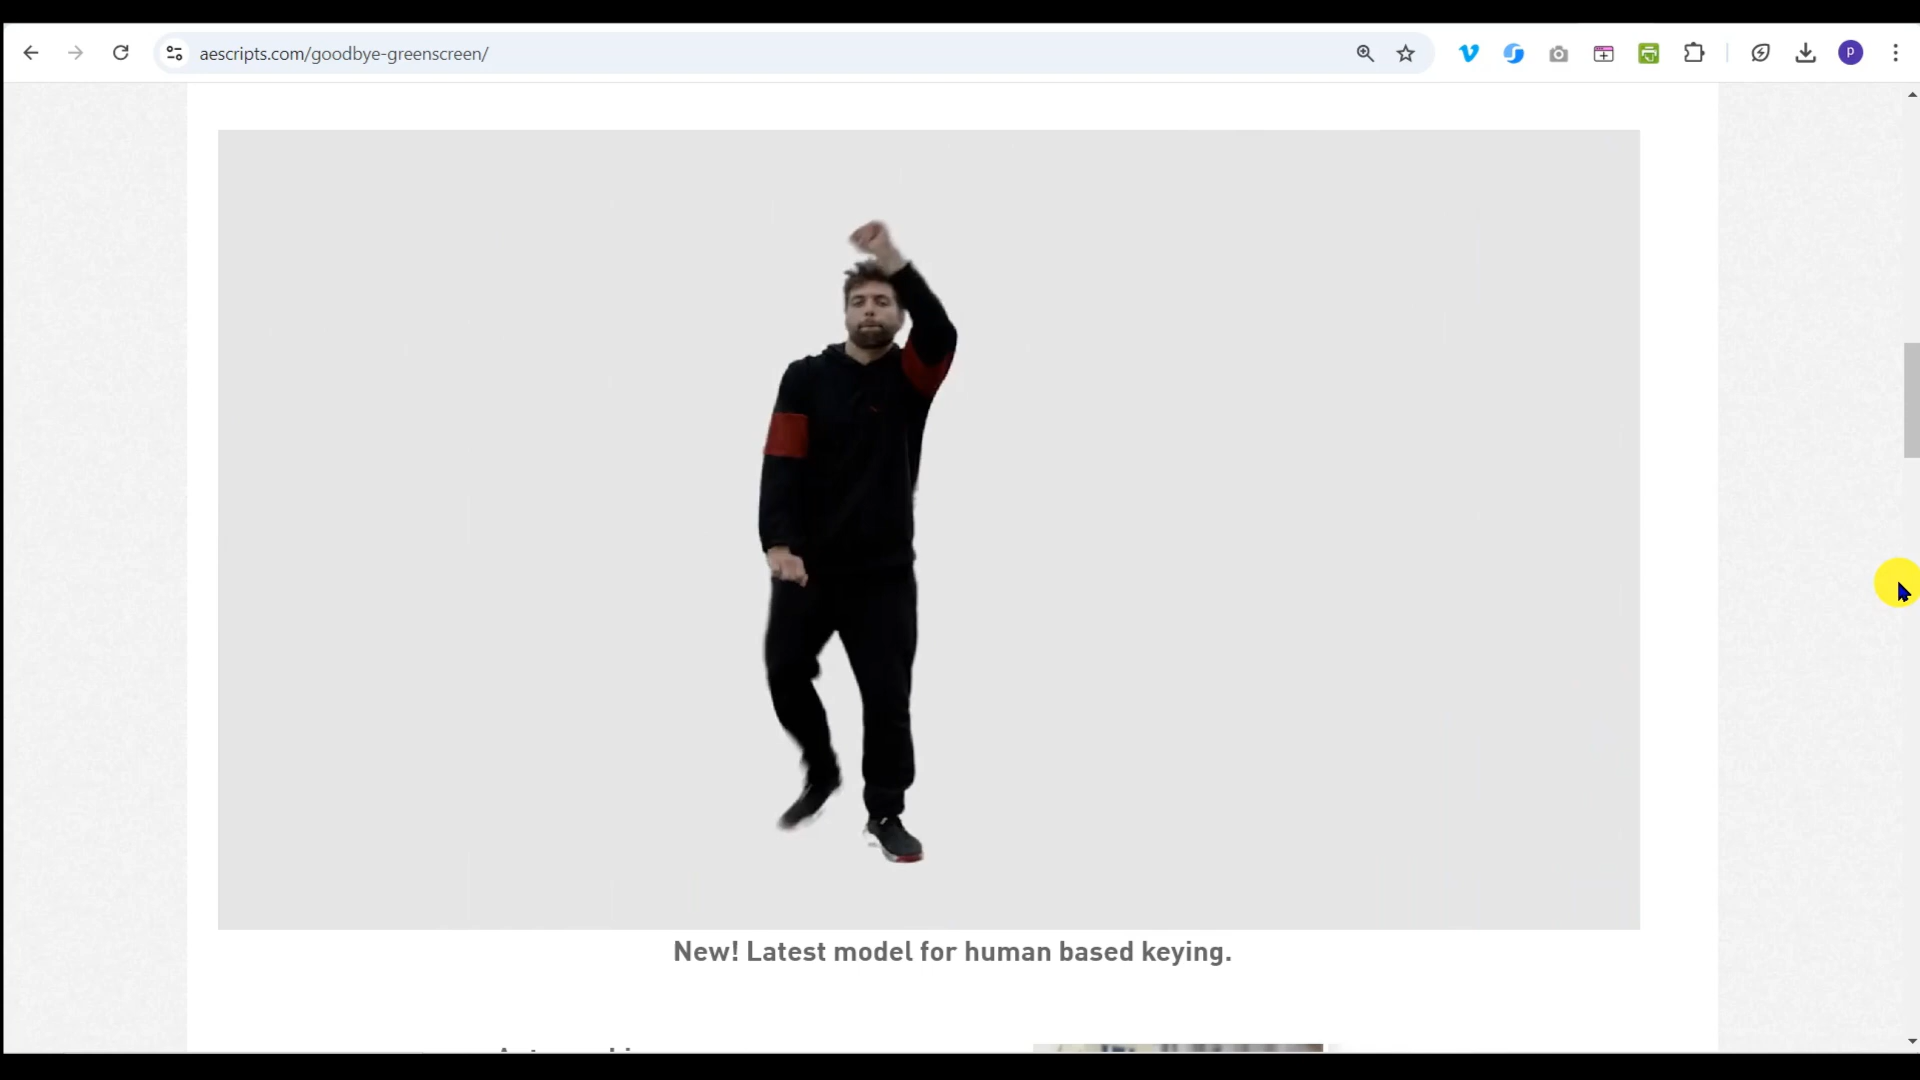 aescripts.com/goodbye-greenscreen/
P
New! Latest model for human based keying.